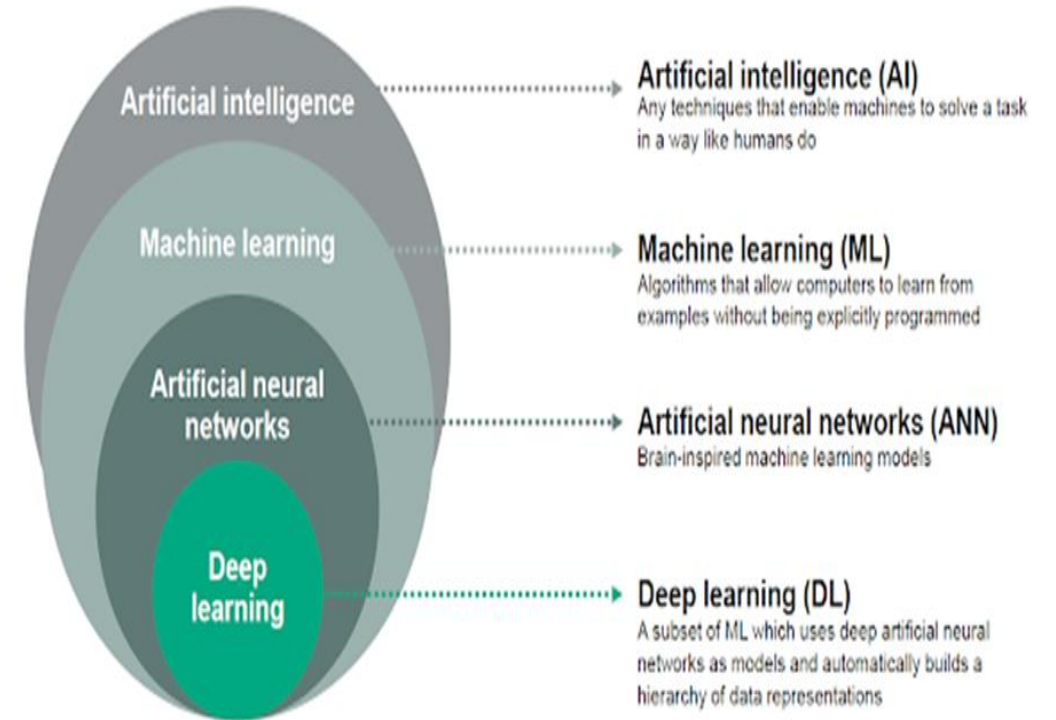 Artificial intelligence
Machine learning
Artificial neural
networks
Deep
learning
Artificial intelligence (AI)
Any techniques that enable machines to solve a task
in a way like humans do
Machine learning (ML)
Algorithms that allow computers to learn from
examples without being explicitly programmed
Artificial neural networks (ANN)
Brain-inspired machine learning models
Deep learning (DL)
A subset of ML which uses deep artificial neural
networks as models and automatically builds a
hierarchy of data representations